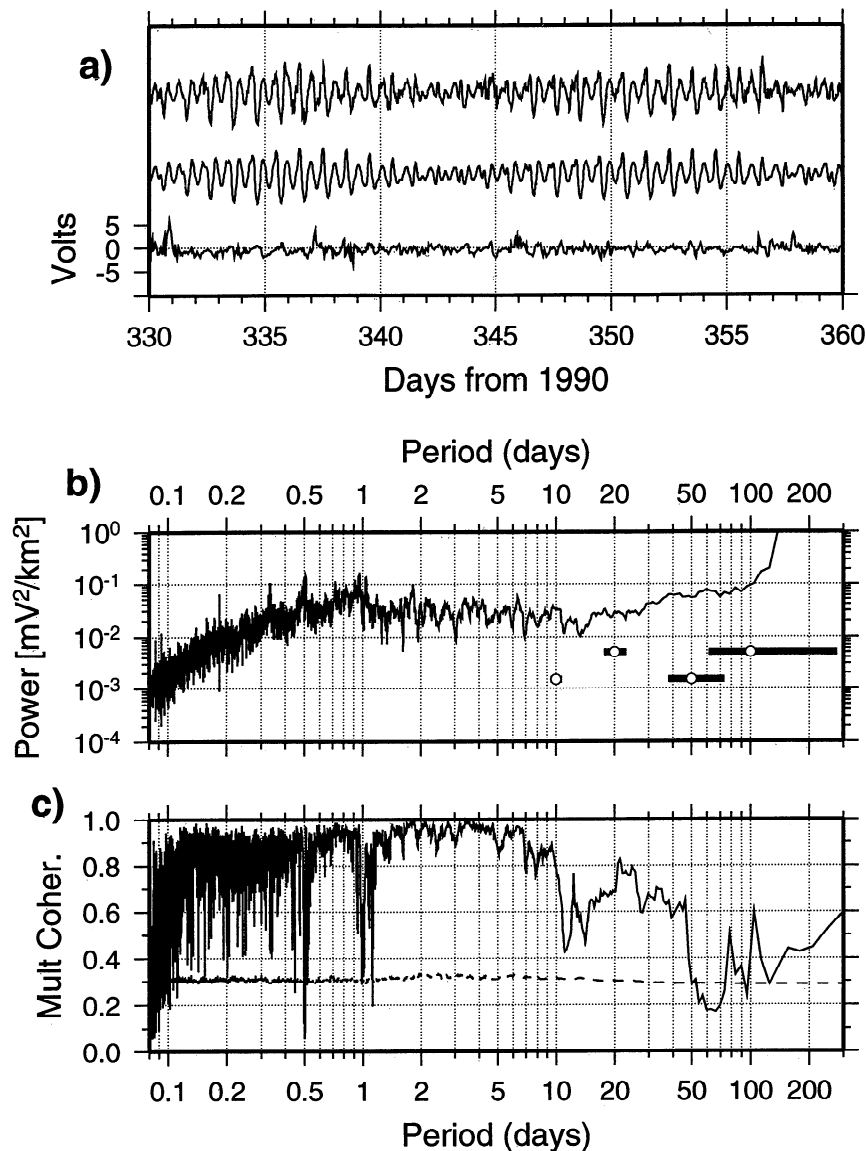 a)
Volts
5
0
-5
330 335 340 345 350 355 360
Days from 1990
Period (days)
b)
0.1 0.2 0.5 1 2 5 10 20 50 100 200
Power [mV²/km²]
10⁰
10⁻¹
10⁻²
10⁻³
10⁻⁴
c)
Mult Coher.
1.0
0.8
0.6
0.4
0.2
0.0
0.1 0.2 0.5 1 2 5 10 20 50 100 200
Period (days)